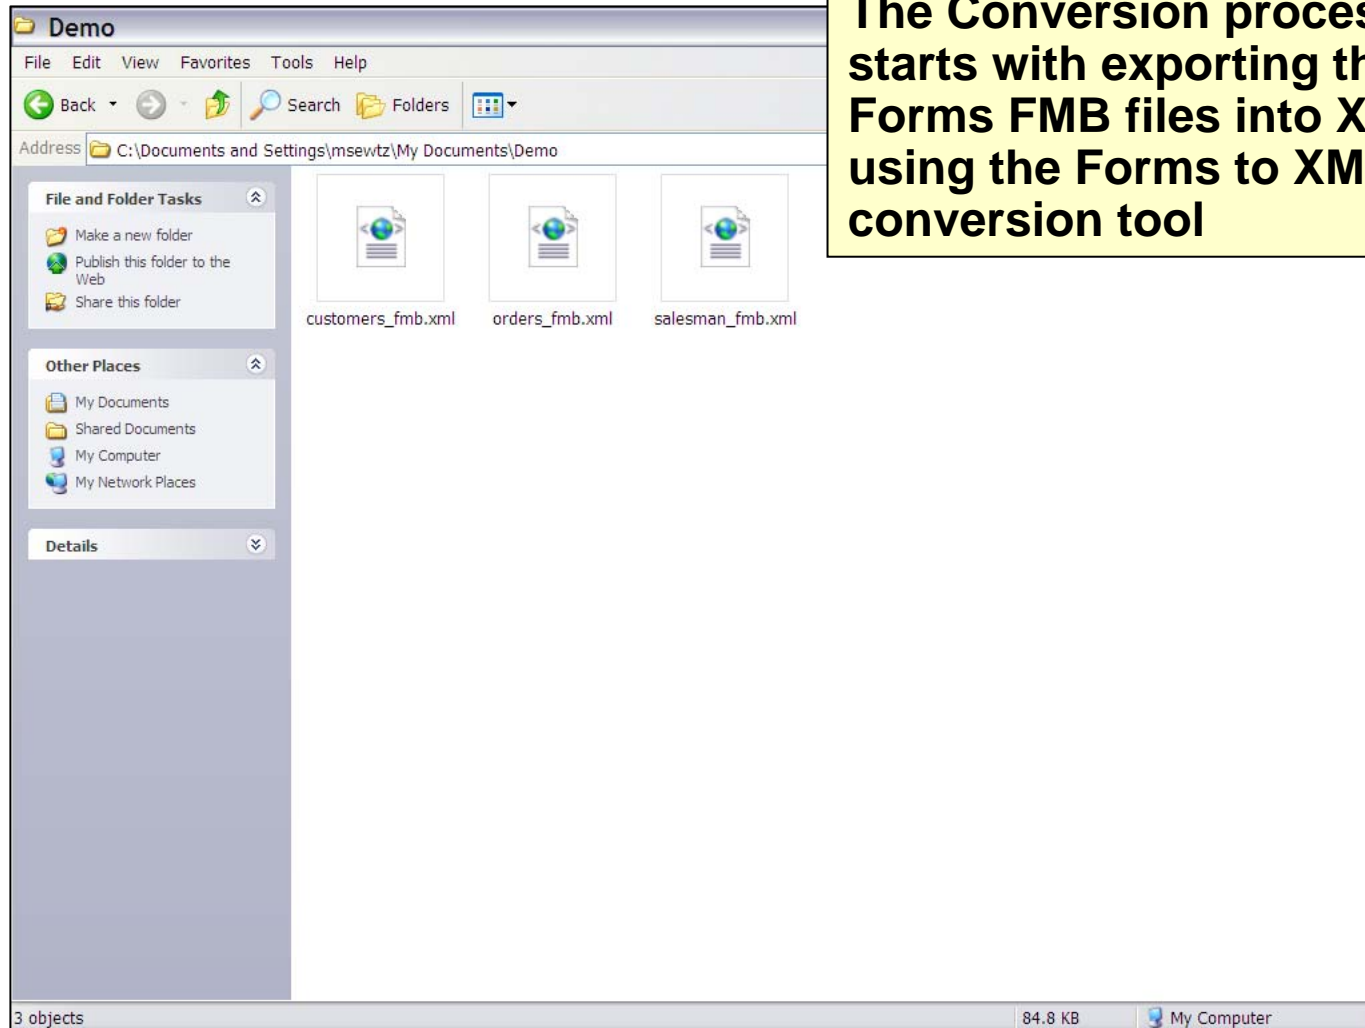 Demo
File Edit View Favorites Tools Help
Back Search Folders
Address C:\Documents and Settings\msewtz\My Documents\Demo
The Conversion proces
starts with exporting th
Forms FMB files into X
using the Forms to XM
conversion tool
File and Folder Tasks
Make a new folder
Publish this folder to the
Web
Share this folder
Other Places
My Documents
Shared Documents
My Computer
My Network Places
Details
customers_fmb.xml orders_fmb.xml salesman_fmb.xml
3 objects 84.8 KB My Computer